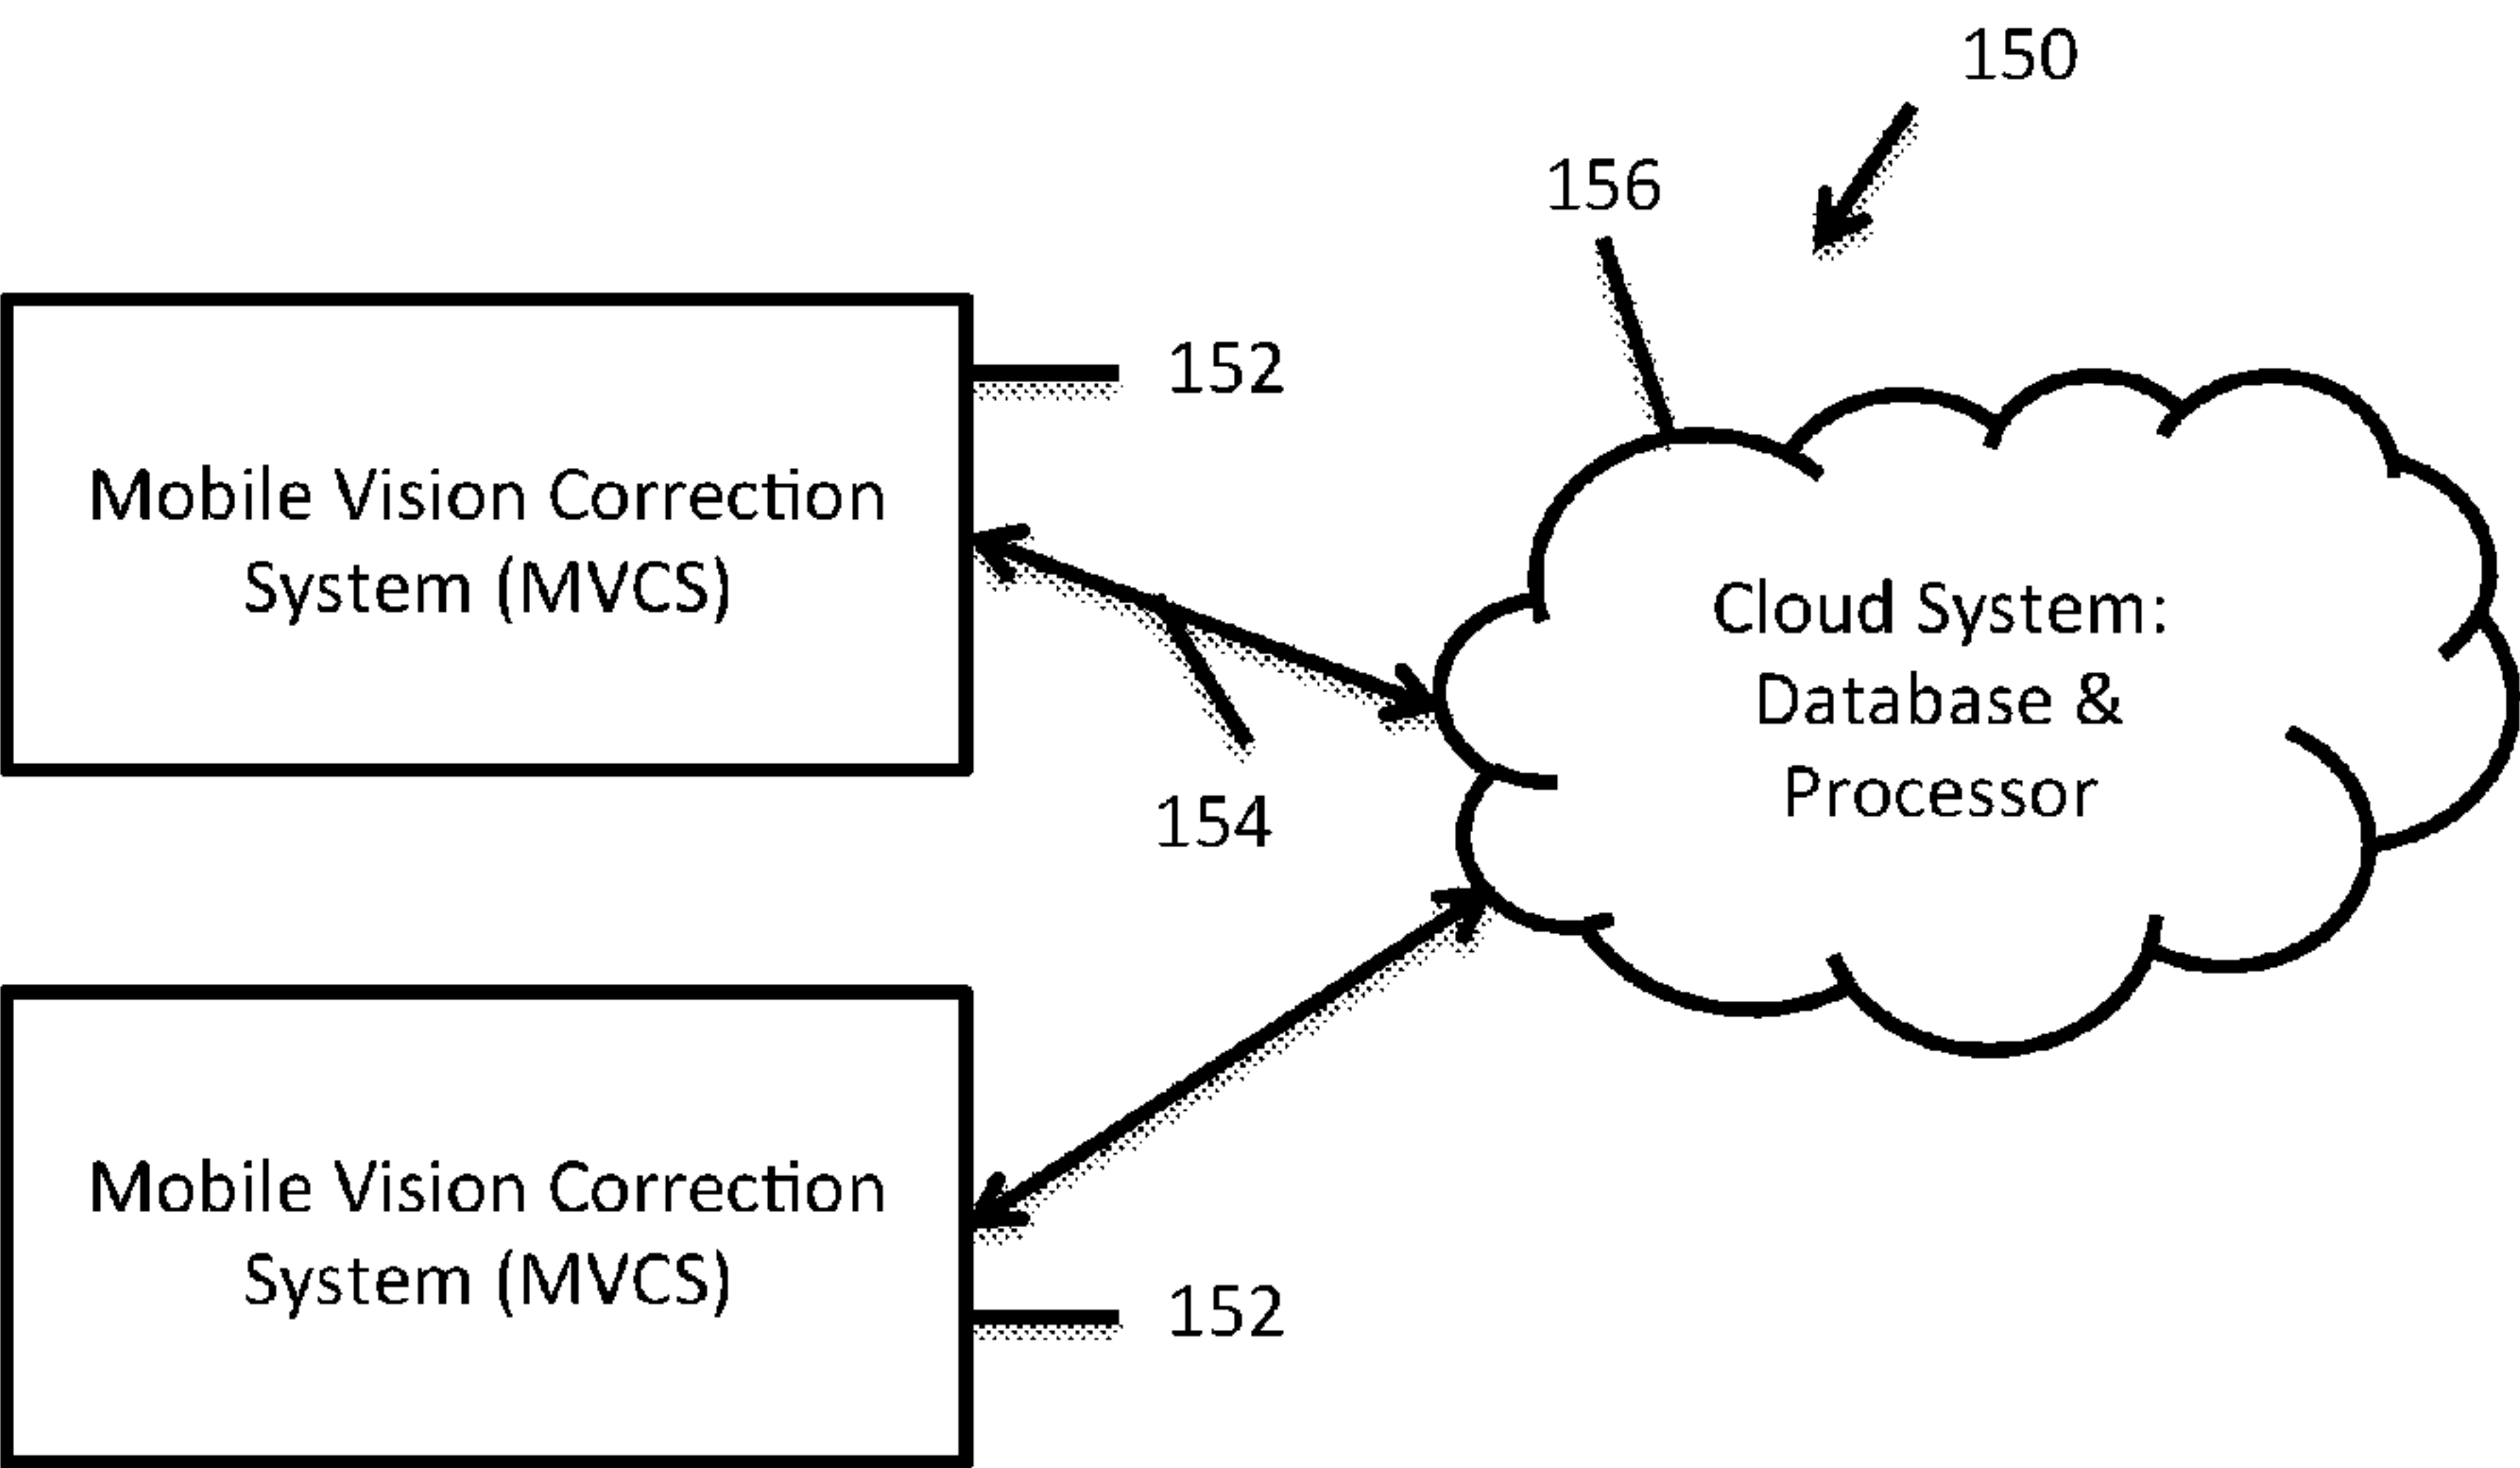 150
156
152
Mobile Vision Correction
System (MVCS)
Cloud System:
Database &
Processor
154
Mobile Vision Correction
System (MVCS)
152